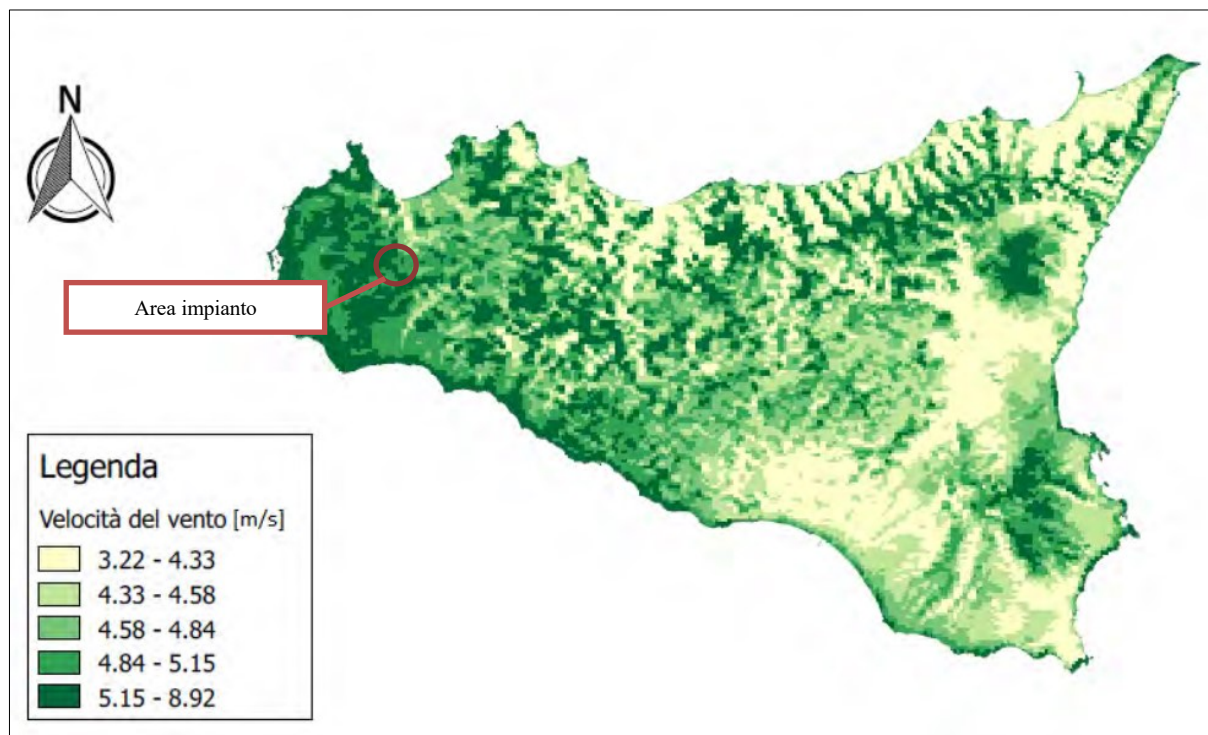 N
Area impianto
Legenda
Velocità del vento [m/s]
3.22 - 4.33
4.33 - 4.58
4.58 - 4.84
4.84 - 5.15
5.15 - 8.92